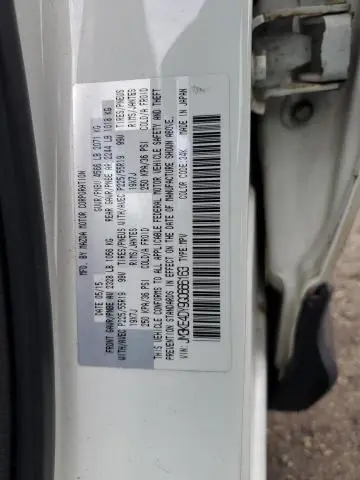 MFD. BY MAZDA MOTOR CORPORATION
DATE: 05/15 GVWR/PNBV: 4566 LB 2071 KG
FRONT GAWR/PNBE AV 2328 LB 1056 KG REAR GAWR/PNBE AR 2244 LB 1018 KG
WITH/AVEC P225/55R19 99V TIRES/PNEUS WITH/AVEC P225/55R19 99V TIRES/PNEUS
19X7J RIMS/JANTES 19X7J RIMS/JANTES
250 KPA/36 PSI COLD/A FROID 250 KPA/36 PSI COLD/A FROID
THIS VEHICLE CONFORMS TO ALL APPLICABLE FEDERAL MOTOR VEHICLE SAFETY AND THEFT
PREVENTION STANDARDS IN EFFECT ON THE DATE OF MANUFACTURE SHOWN ABOVE.
COLOR CODE: 34K MADE IN JAPAN
VIN: TYPE: MPV